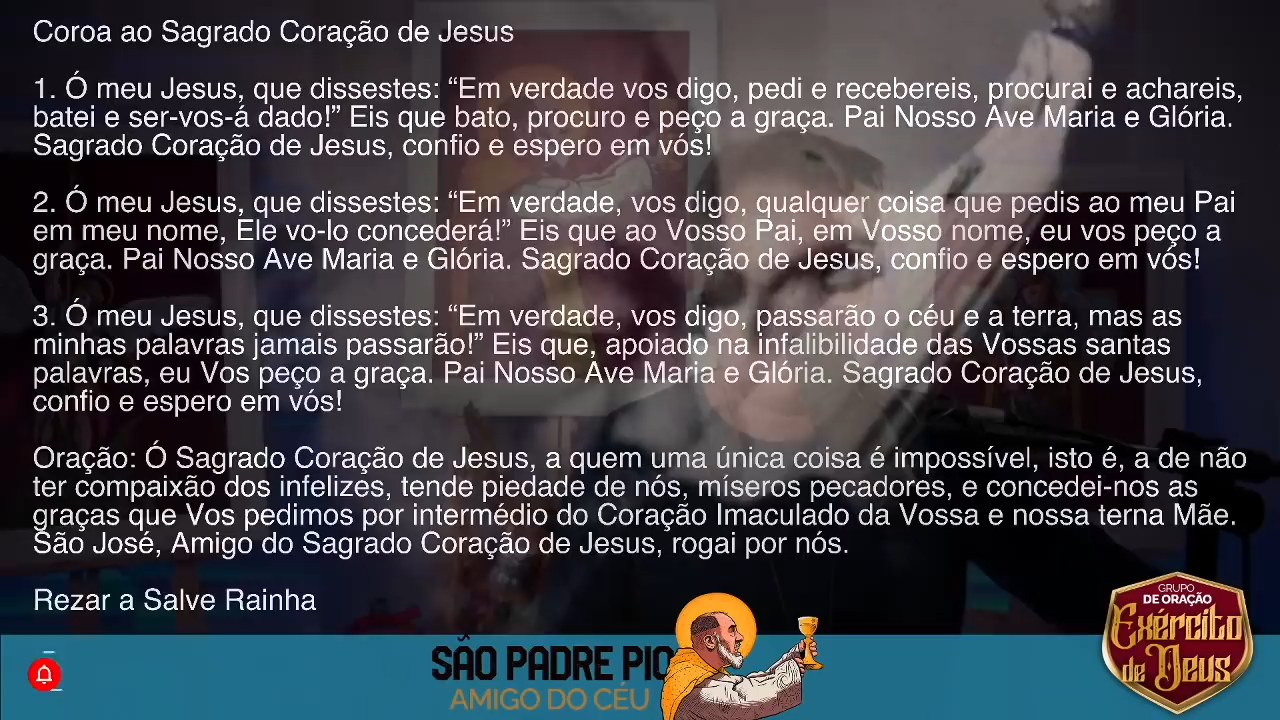 Coroa ao Sagrado Coração de Jesus
1. Ó meu Jesus, que dissestes: “Em verdade vos digo, pedi e recebereis, procurai e achareis,
batei e ser-vos-á dado!” Eis que bato, procuro e peço a graça. Pai Nosso Ave Maria e Glória.
Sagrado Coração de Jesus, confio e espero em vós!
2. Ó meu Jesus, que dissestes: “Em verdade, vos digo, qualquer coisa que pedis ao meu Pai
em meu nome, Ele vo-lo concederá!” Eis que ao Vosso Pai, em Vosso nome, eu vos peço a
graça. Pai Nosso Ave Maria e Glória. Sagrado Coração de Jesus, confio e espero em vós!
3. Ó meu Jesus, que dissestes: “Em verdade, vos digo, passarão o céu e a terra, mas as
minhas palavras jamais passarão!” Eis que, apoiado na infalibilidade das Vossas santas
palavras, eu Vos peço a graça. Pai Nosso Ave Maria e Glória. Sagrado Coração de Jesus,
confio e espero em vós!
Oração: Ó Sagrado Coração de Jesus, a quem uma única coisa é impossível, isto é, a de não
ter compaixão dos infelizes, tende piedade de nós, míseros pecadores, e concedei-nos as
graças que Vos pedimos por intermédio do Coração Imaculado da Vossa e nossa terna Mãe.
São José, Amigo do Sagrado Coração de Jesus, rogai por nós.
Rezar a Salve Rainha
SÃO PADRE PIO
AMIGO DO CÉU
GRUPO
DE ORAÇÃO
Exército
de Deus